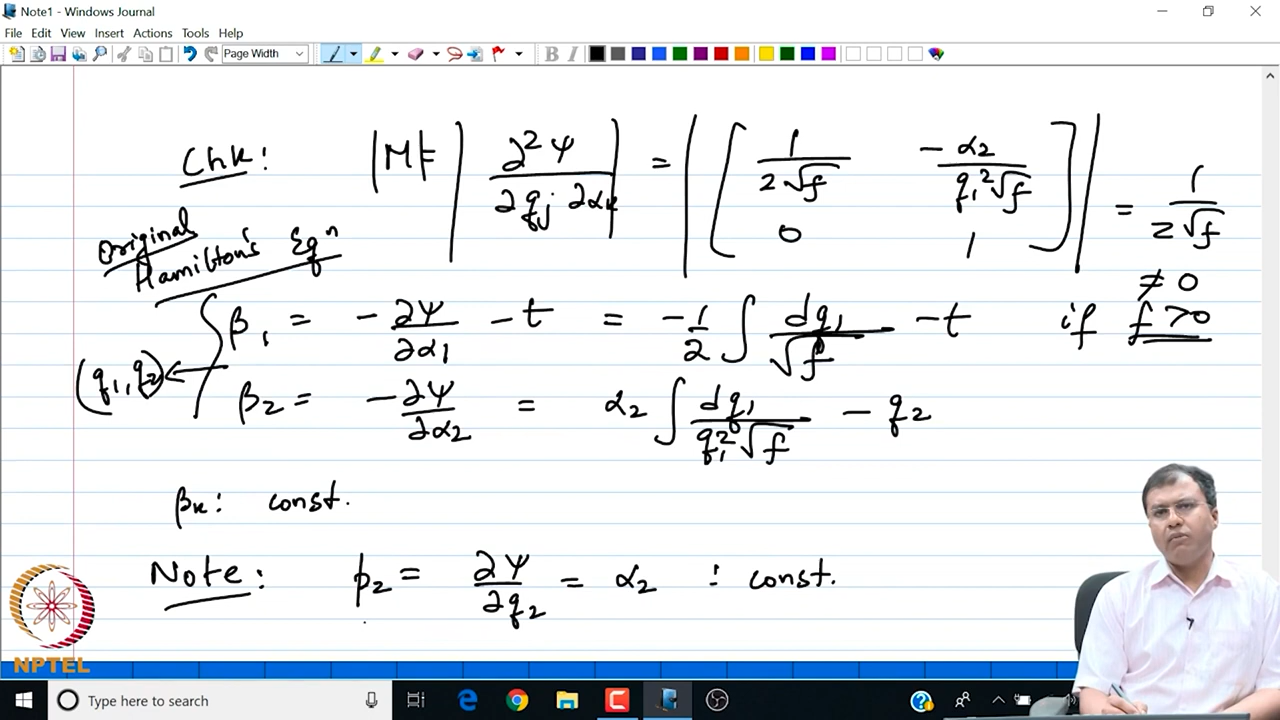 Note1 - Windows Journal
File Edit View Insert Actions Tools Help
Page Width
B I
Chk: |M| = | ∂²Ψ / ∂qj ∂αk | = | [ 1 / 2√f   - α2 / q1²√f ; 0   1 ] | = 1 / 2√f
≠ 0
if f > 0
Original
Hamilton's Eqn
β1 = - ∂Ψ/∂α1 - t = - 1/2 ∫ dq1/√f - t
(q1, q2) ←
β2 = - ∂Ψ/∂α2 = α2 ∫ dq1 / q1²√f - q2
βk : const.
Note: p2 = ∂Ψ/∂q2 = α2 : const.
NPTEL
Type here to search